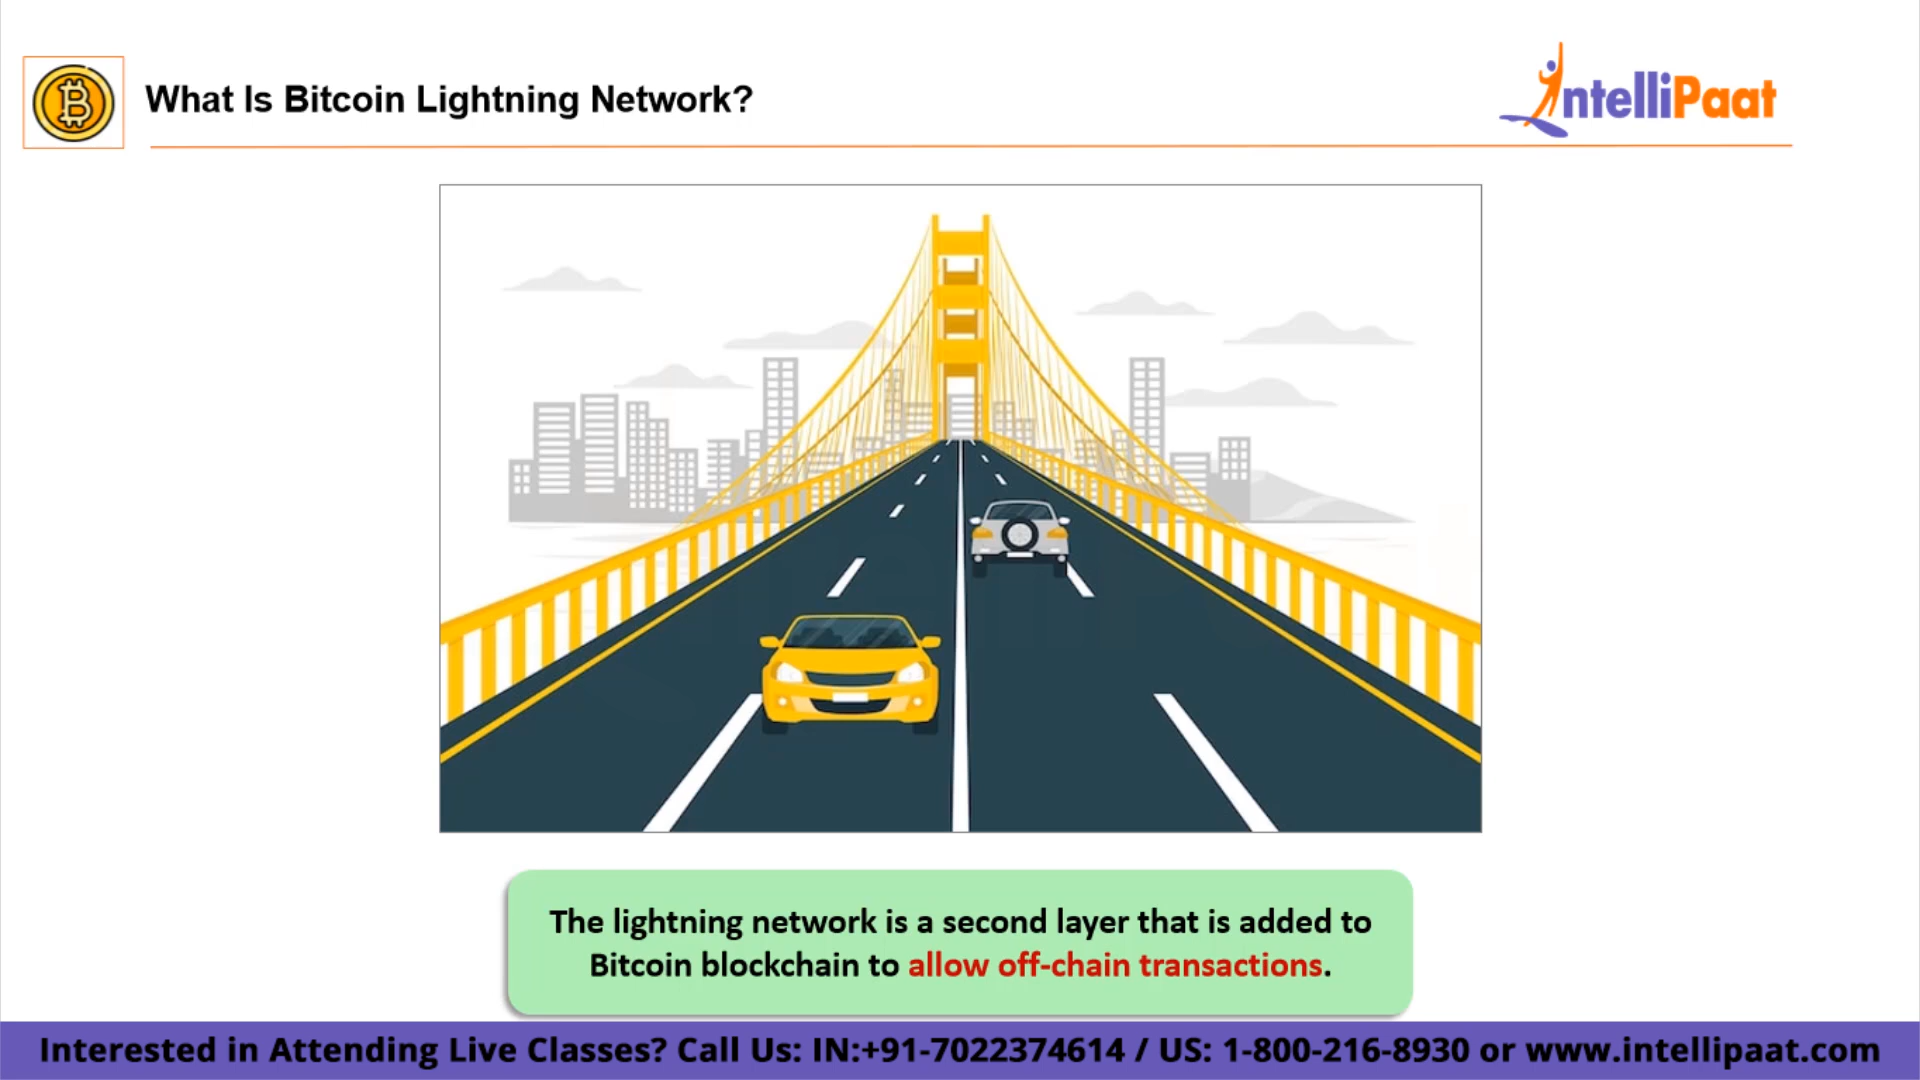 What Is Bitcoin Lightning Network?
IntelliPaat
The lightning network is a second layer that is added to
Bitcoin blockchain to allow off-chain transactions.
Interested in Attending Live Classes? Call Us: IN:+91-7022374614 / US: 1-800-216-8930 or www.intellipaat.com